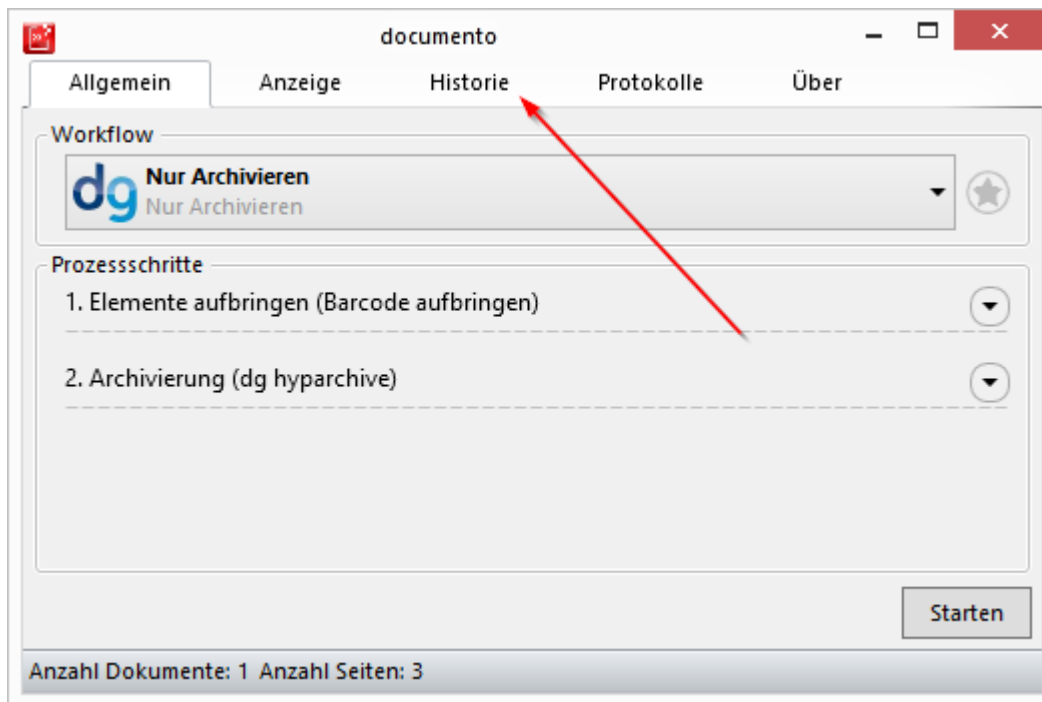 documento
Allgemein Anzeige Historie Protokolle Über
Workflow
dg Nur Archivieren
Nur Archivieren
Prozessschritte
1. Elemente aufbringen (Barcode aufbringen)
2. Archivierung (dg hyparchive)
Starten
Anzahl Dokumente: 1 Anzahl Seiten: 3